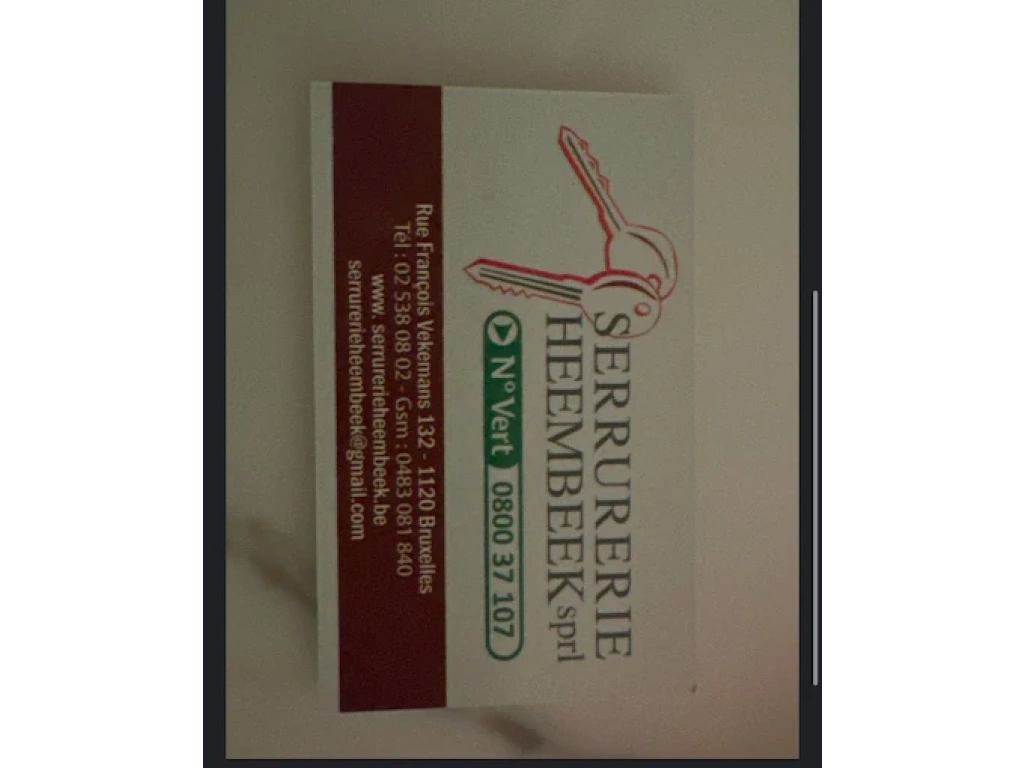 SERRURERIE
HEEMBEEK sprl
N° Vert 0800 37 107
Rue François Vekemans 132 - 1120 Bruxelles
Tél : 02 538 08 02 - Gsm : 0483 081 840
www. serrurerieheembeek.be
serrurerieheembeek@gmail.com